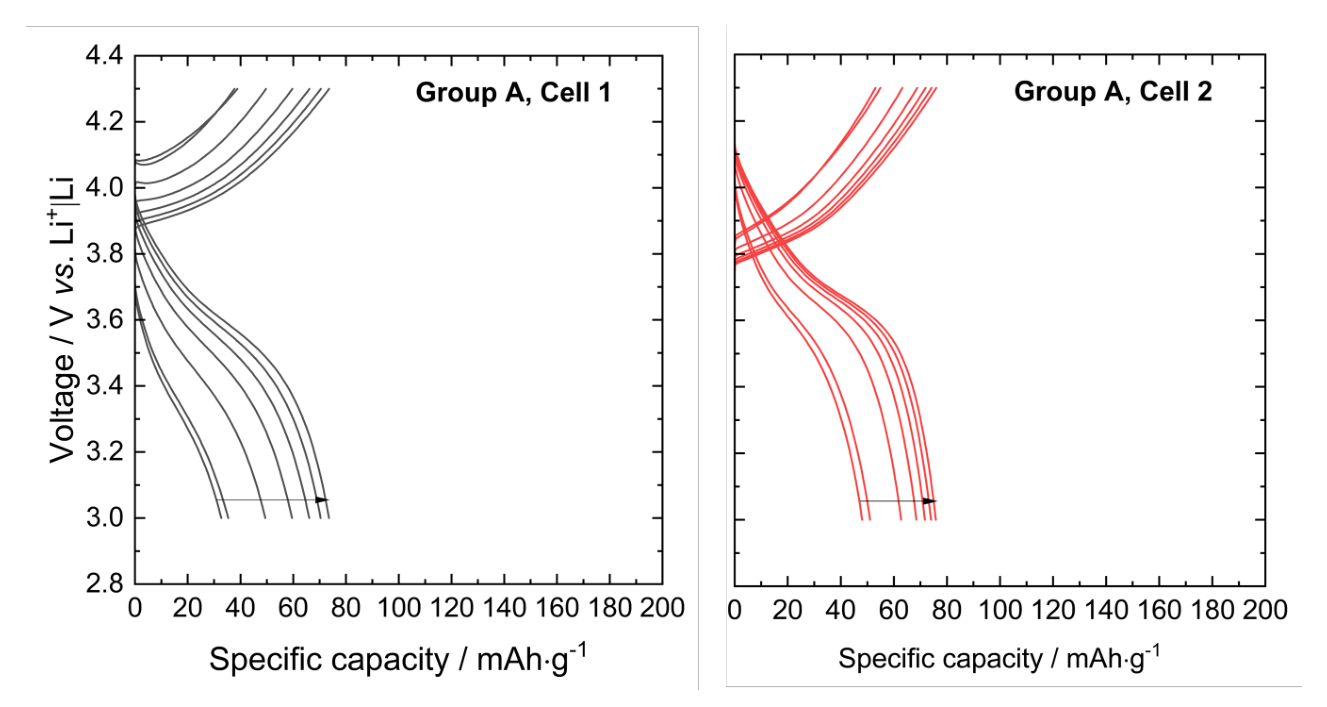 4.4
4.2
4.0
3.8
3.6
3.4
3.2
3.0
2.8
Voltage / V vs. Li⁺|Li
Group A, Cell 1
0 20 40 60 80 100 120 140 160 180 200
Specific capacity / mAh·g⁻¹
Group A, Cell 2
0 20 40 60 80 100 120 140 160 180 200
Specific capacity / mAh·g⁻¹